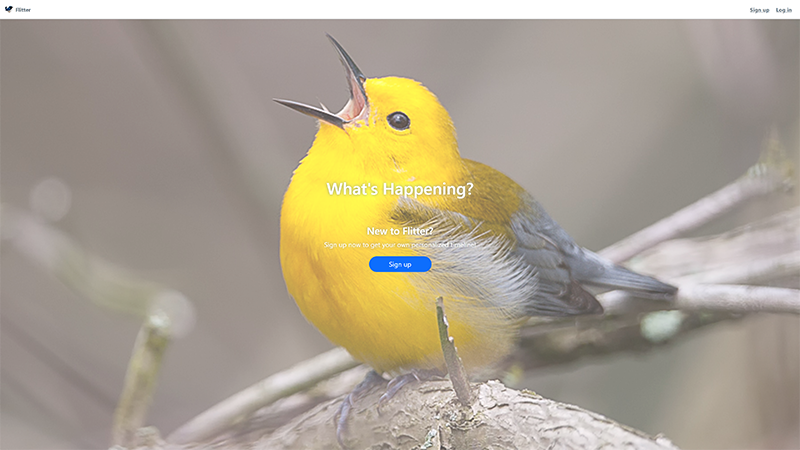 Flitter
Sign up
Log in
What's Happening?
New to Flitter?
Sign up now to get your own personalized timeline!
Sign up